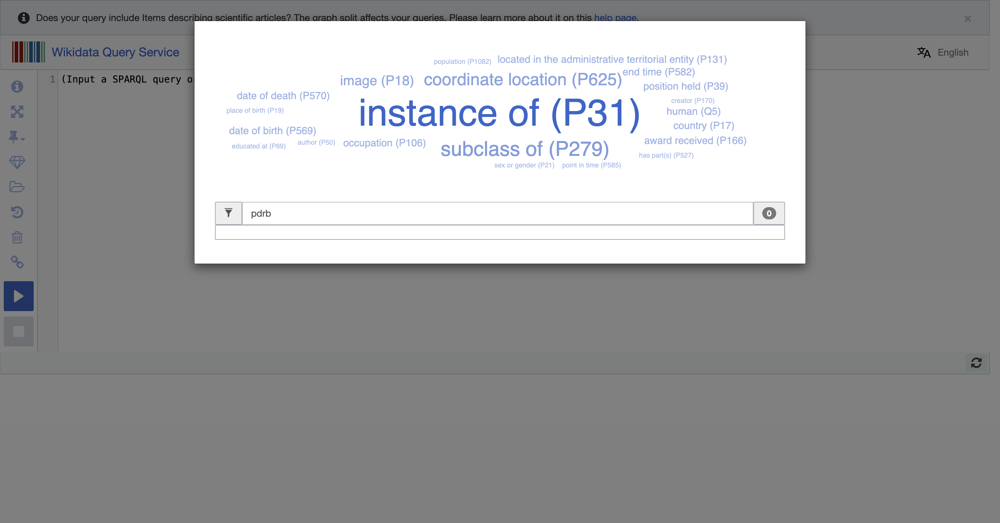 Does your query include Items describing scientific articles? The graph split affects your queries. Please learn more about it on this help page.
Wikidata Query Service
English
1 (Input a SPARQL query
population (P1082) located in the administrative territorial entity (P131)
image (P18) coordinate location (P625) end time (P582)
position held (P39)
date of death (P570)
creator (P170)
place of birth (P19) instance of (P31) human (Q5)
country (P17)
date of birth (P569)
award received (P166)
educated at (P69) author (P50) occupation (P106) subclass of (P279)
has part(s) (P527)
sex or gender (P21) point in time (P585)
pdrb
0